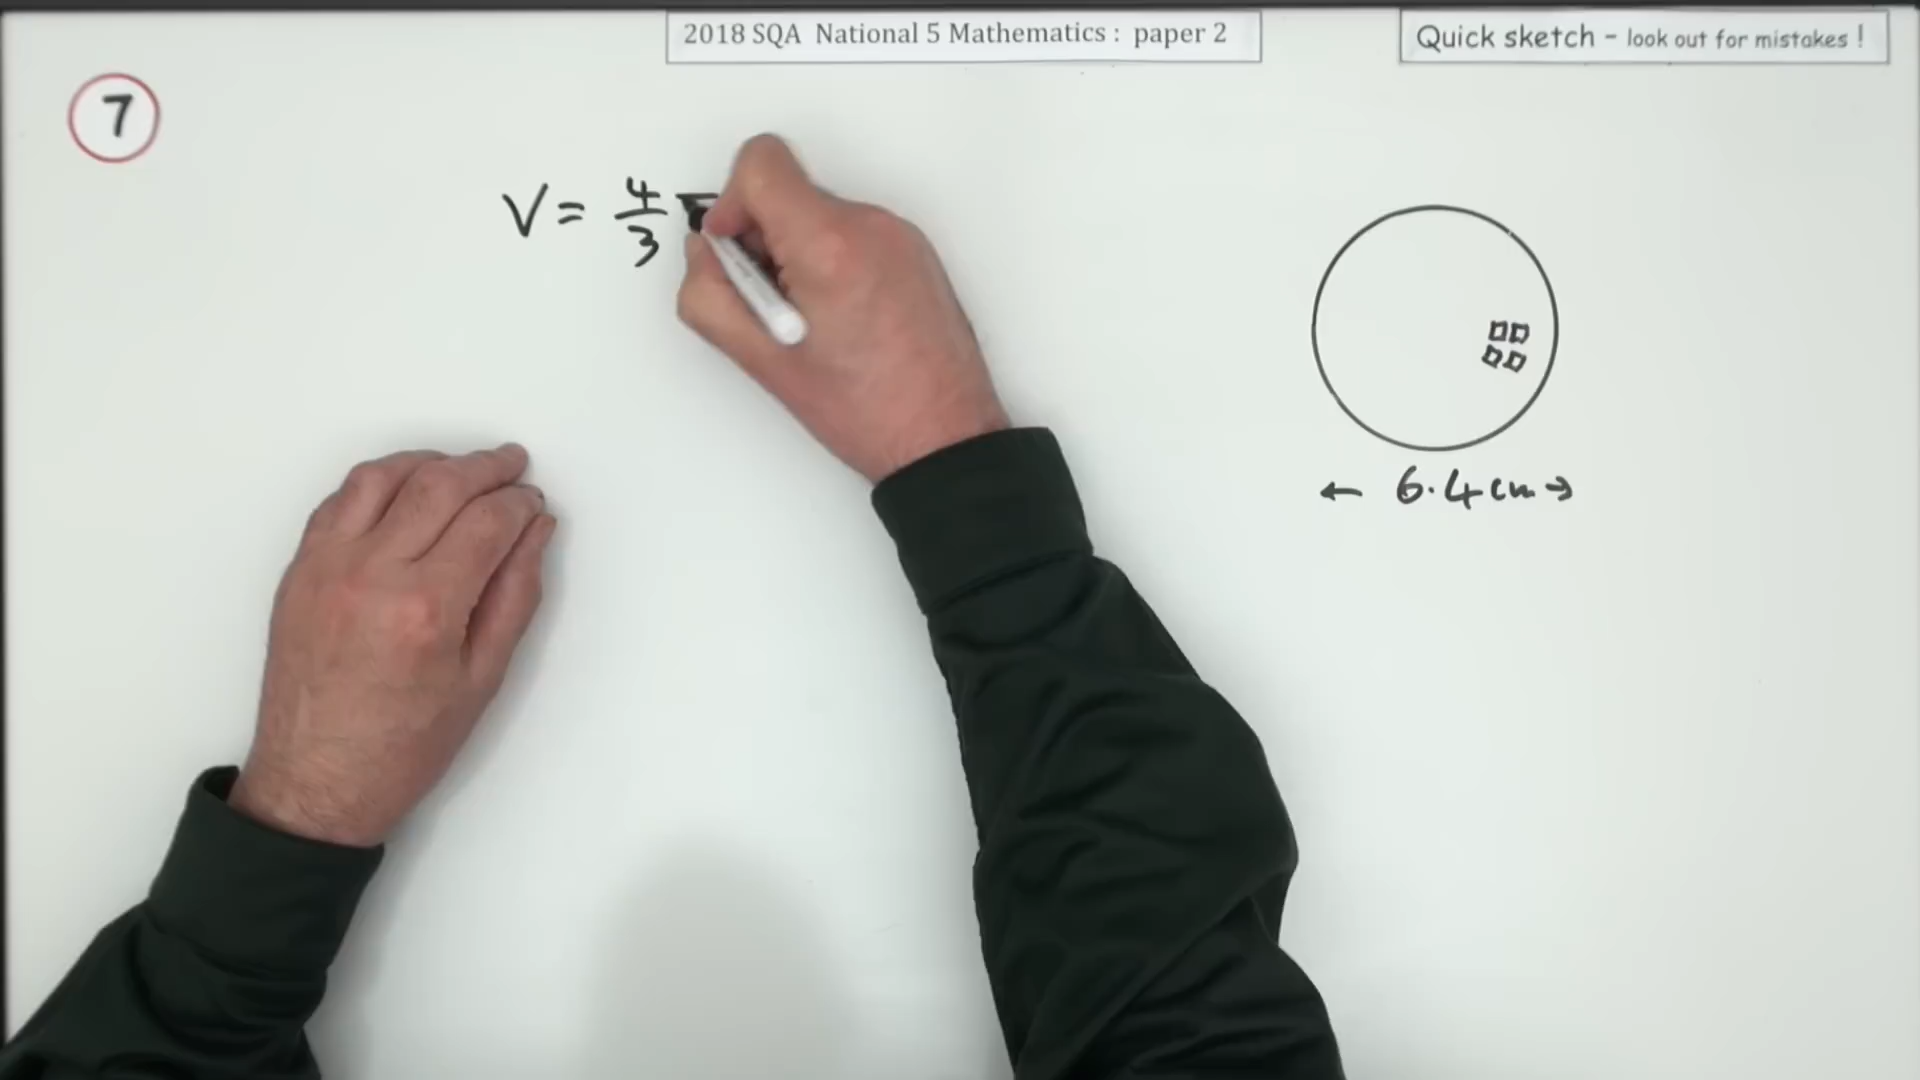 2018 SQA National 5 Mathematics : paper 2
Quick sketch - look out for mistakes !
7
V = 4/3
← 6.4cm →